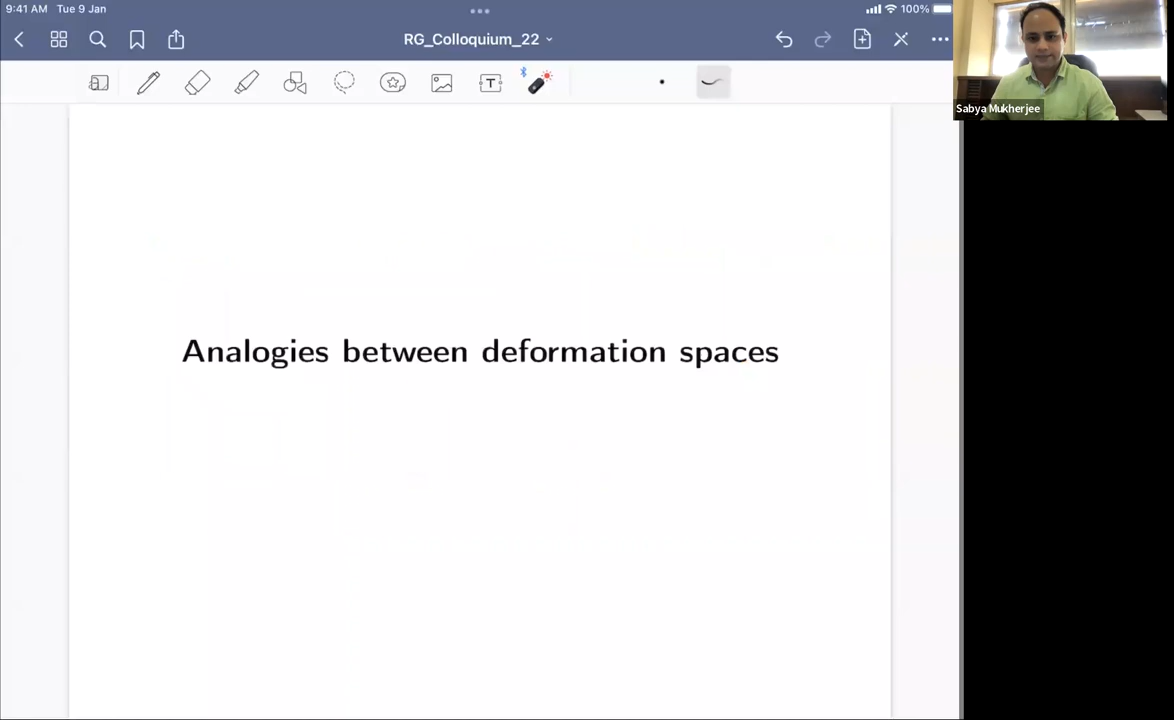 9:41 AM Tue 9 Jan
100%
RG_Colloquium_22
T
Sabya Mukherjee
Analogies between deformation spaces